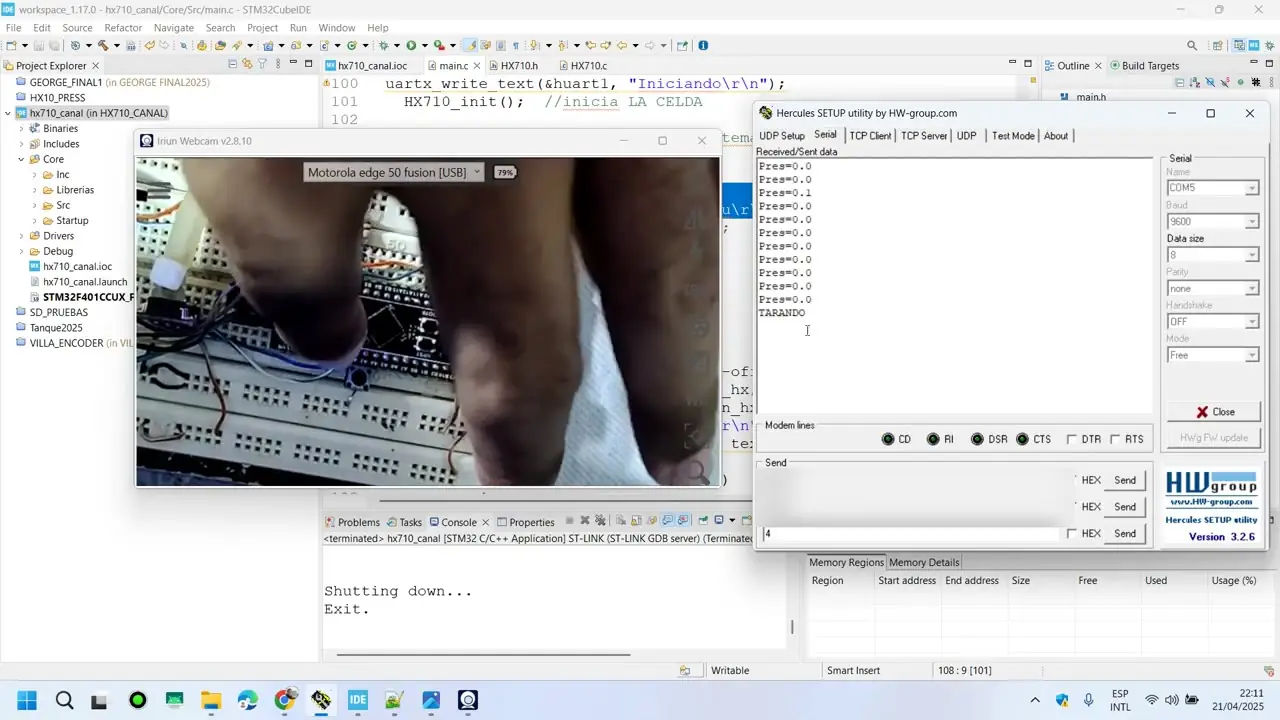 workspace_1.17.0 - hx710_canal/Core/Src/main.c - STM32CubeIDE
File Edit Source Refactor Navigate Search Project Run Window Help
Project Explorer
hx710_canal.ioc main.c HX710.h HX710.c
Outline Build Targets
GEORGE_FINAL1 (in GEORGE FINAL2025)
HX10_PRESS
hx710_canal (in HX710_CANAL)
Binaries
Includes
Core
Inc
Librerias
Src
Startup
Drivers
Debug
hx710_canal.ioc
hx710_canal.launch
STM32F401CCUX_F
SD_PRUEBAS
Tanque2025
VILLA_ENCODER (in VIL
100 uartx_write_text(&huart1, "Iniciando\r\n");
101 HX710_init(); //inicia LA CELDA
102
main.h
Iriun Webcam v2.8.10
Motorola edge 50 fusion [USB]
79%
Hercules SETUP utility by HW-group.com
UDP Setup Serial TCP Client TCP Server UDP Test Mode About
Received/Sent data
Pres=0.0
Pres=0.0
Pres=0.1
Pres=0.0
Pres=0.0
Pres=0.0
Pres=0.0
Pres=0.0
Pres=0.0
Pres=0.0
Pres=0.0
TARANDO
Serial
Name
COM5
Baud
9600
Data size
8
Parity
none
Handshake
OFF
Mode
Free
Close
HWg FW update
Modem lines
CD RI DSR CTS DTR RTS
Send
HEX Send
HEX Send
4 HEX Send
HWgroup
www.HW-group.com
Hercules SETUP utility
Version 3.2.6
Problems Tasks Console Properties
<terminated> hx710_canal [STM32 C/C++ Application] ST-LINK (ST-LINK GDB server) (Terminated
Shutting down...
Exit.
Memory Regions Memory Details
Region Start address End address Size Free Used Usage (%)
Writable Smart Insert 108 : 9 [101]
ESP
INTL
22:11
21/04/2025